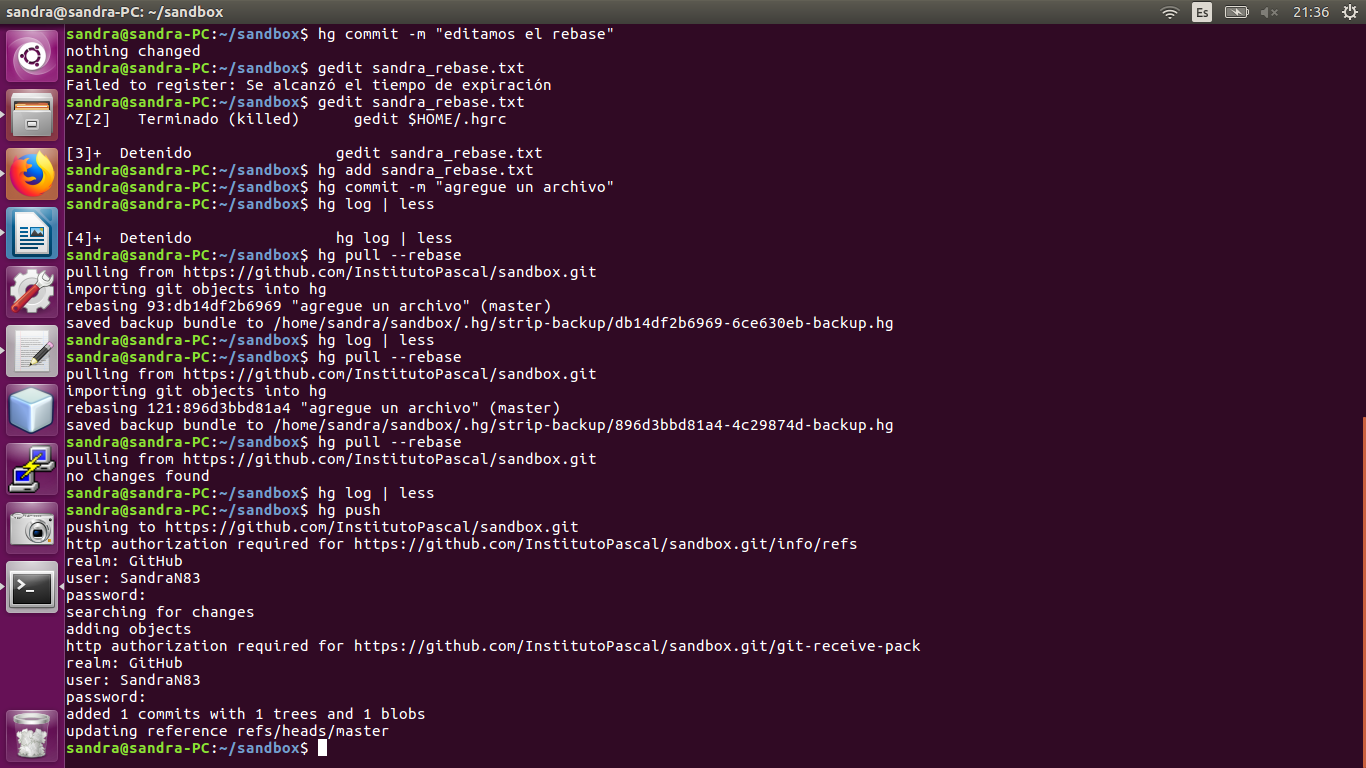 sandra@sandra-PC: ~/sandbox
Es
21:36
sandra@sandra-PC:~/sandbox$ hg commit -m "editamos el rebase"
nothing changed
sandra@sandra-PC:~/sandbox$ gedit sandra_rebase.txt
Failed to register: Se alcanzó el tiempo de expiración
sandra@sandra-PC:~/sandbox$ gedit sandra_rebase.txt
^Z[2]   Terminado (killed)      gedit $HOME/.hgrc
[3]+  Detenido                gedit sandra_rebase.txt
sandra@sandra-PC:~/sandbox$ hg add sandra_rebase.txt
sandra@sandra-PC:~/sandbox$ hg commit -m "agregue un archivo"
sandra@sandra-PC:~/sandbox$ hg log | less
[4]+  Detenido                hg log | less
sandra@sandra-PC:~/sandbox$ hg pull --rebase
pulling from https://github.com/InstitutoPascal/sandbox.git
importing git objects into hg
rebasing 93:db14df2b6969 "agregue un archivo" (master)
saved backup bundle to /home/sandra/sandbox/.hg/strip-backup/db14df2b6969-6ce630eb-backup.hg
sandra@sandra-PC:~/sandbox$ hg log | less
sandra@sandra-PC:~/sandbox$ hg pull --rebase
pulling from https://github.com/InstitutoPascal/sandbox.git
importing git objects into hg
rebasing 121:896d3bbd81a4 "agregue un archivo" (master)
saved backup bundle to /home/sandra/sandbox/.hg/strip-backup/896d3bbd81a4-4c29874d-backup.hg
sandra@sandra-PC:~/sandbox$ hg pull --rebase
pulling from https://github.com/InstitutoPascal/sandbox.git
no changes found
sandra@sandra-PC:~/sandbox$ hg log | less
sandra@sandra-PC:~/sandbox$ hg push
pushing to https://github.com/InstitutoPascal/sandbox.git
http authorization required for https://github.com/InstitutoPascal/sandbox.git/info/refs
realm: GitHub
user: SandraN83
password:
searching for changes
adding objects
http authorization required for https://github.com/InstitutoPascal/sandbox.git/git-receive-pack
realm: GitHub
user: SandraN83
password:
added 1 commits with 1 trees and 1 blobs
updating reference refs/heads/master
sandra@sandra-PC:~/sandbox$